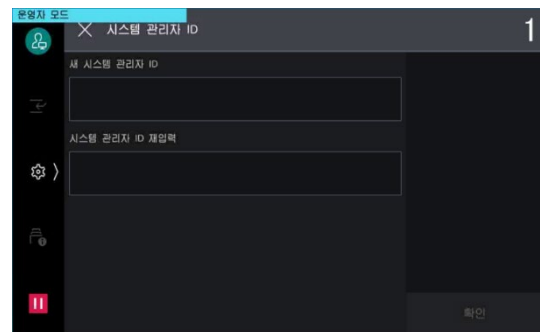 운영자 모드
시스템 관리자 ID
1
새 시스템 관리자 ID
시스템 관리자 ID 재입력
확인